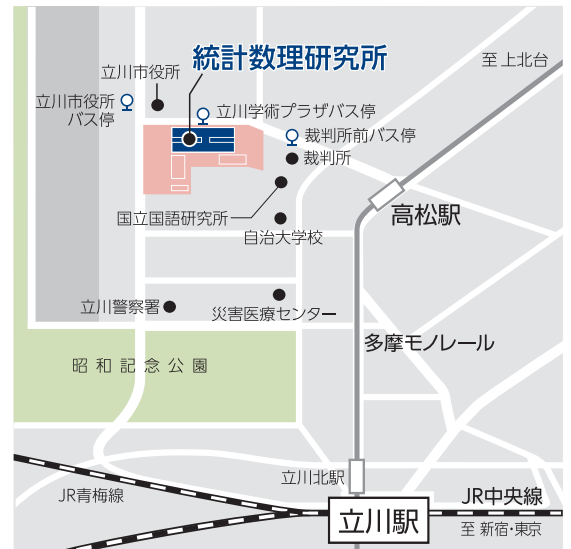 統計数理研究所
立川市役所
至 上北台
立川市役所
バス停
立川学術プラザバス停
裁判所前バス停
裁判所
高松駅
国立国語研究所
自治大学校
立川警察署
災害医療センター
多摩モノレール
昭和記念公園
立川北駅
JR青梅線
JR中央線
立川駅
至 新宿・東京